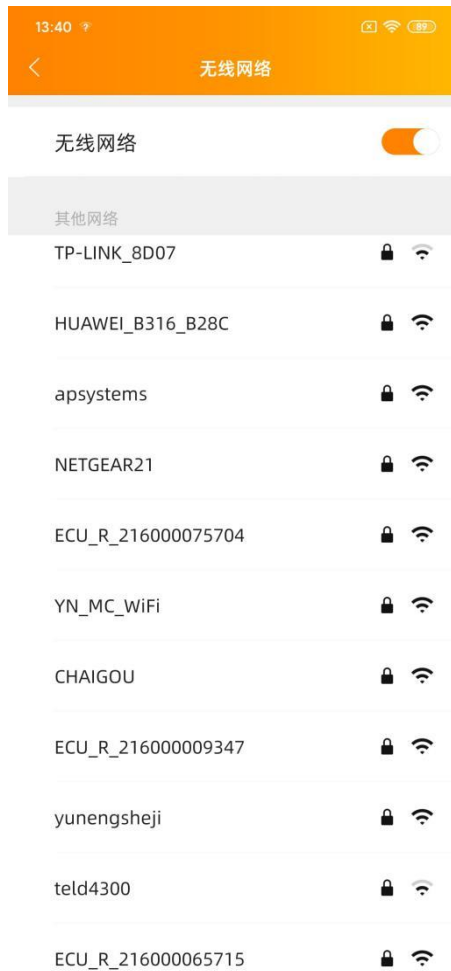 13:40
89
无线网络
无线网络
其他网络
TP-LINK_8D07
HUAWEI_B316_B28C
apsystems
NETGEAR21
ECU_R_216000075704
YN_MC_WiFi
CHAIGOU
ECU_R_216000009347
yunengsheji
teld4300
ECU_R_216000065715